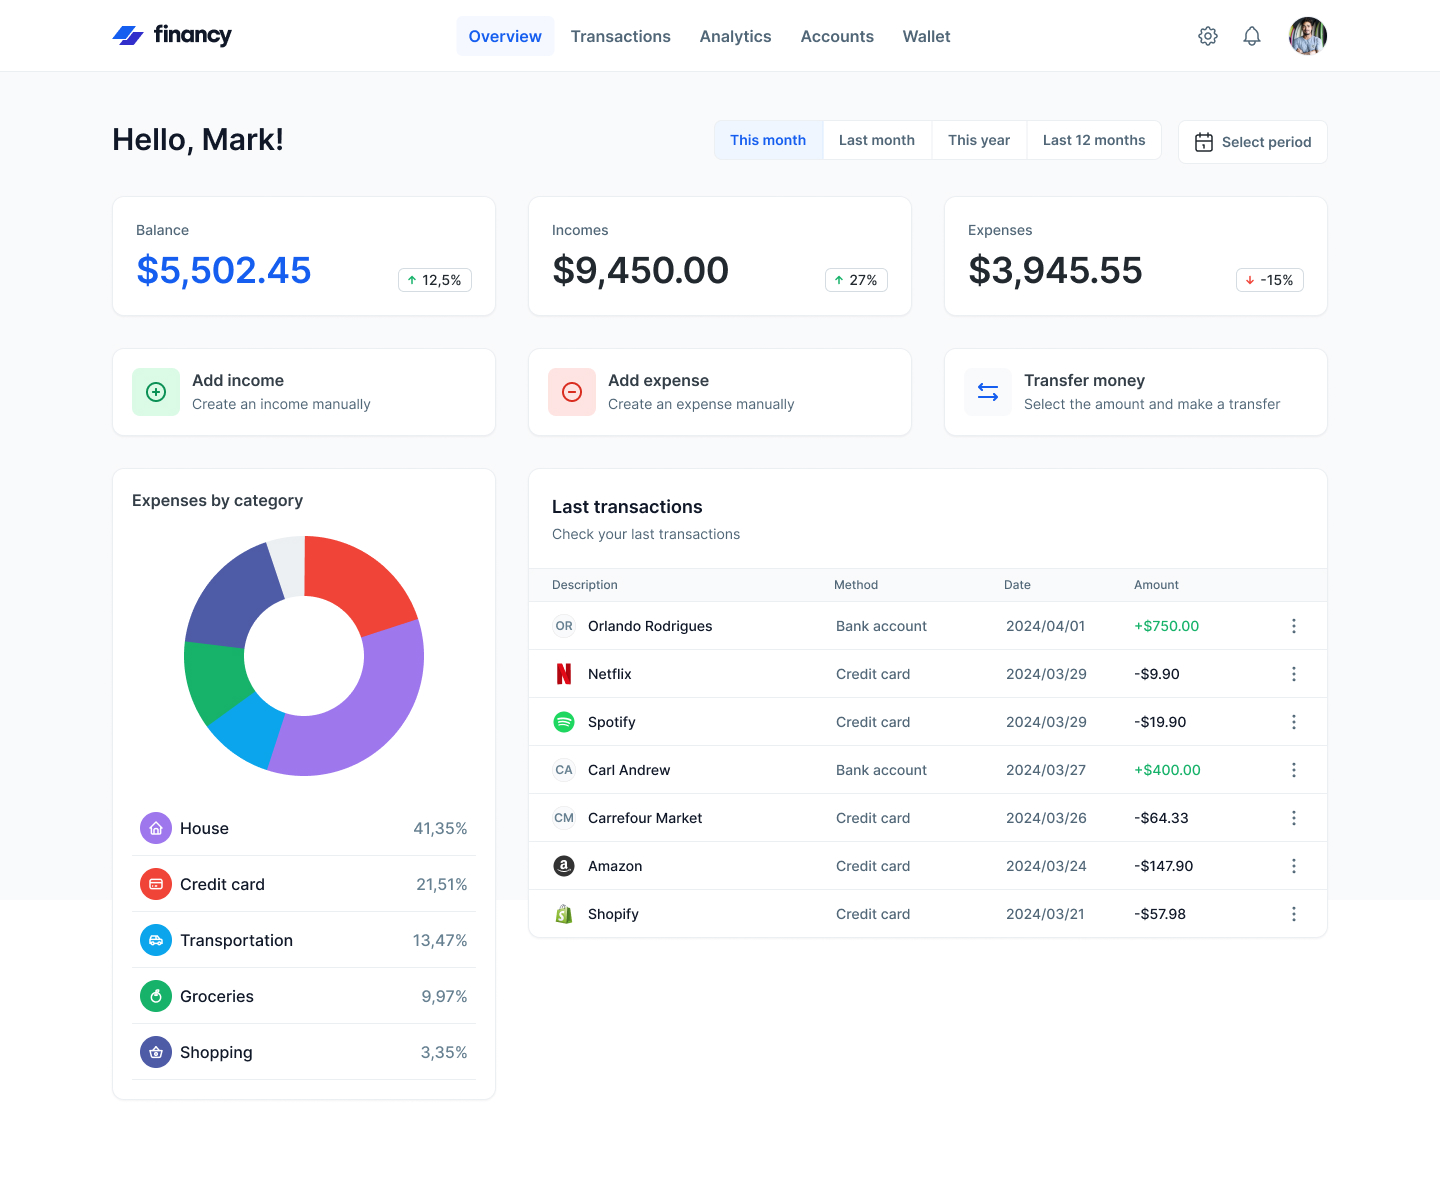 financy
Overview Transactions Analytics Accounts Wallet
Hello, Mark!
This month Last month This year Last 12 months Select period
Balance
$5,502.45
12,5%
Incomes
$9,450.00
27%
Expenses
$3,945.55
-15%
Add income
Create an income manually
Add expense
Create an expense manually
Transfer money
Select the amount and make a transfer
Expenses by category
House 41,35%
Credit card 21,51%
Transportation 13,47%
Groceries 9,97%
Shopping 3,35%
Last transactions
Check your last transactions
Description Method Date Amount
OR Orlando Rodrigues Bank account 2024/04/01 +$750.00
Netflix Credit card 2024/03/29 -$9.90
Spotify Credit card 2024/03/29 -$19.90
CA Carl Andrew Bank account 2024/03/27 +$400.00
CM Carrefour Market Credit card 2024/03/26 -$64.33
Amazon Credit card 2024/03/24 -$147.90
Shopify Credit card 2024/03/21 -$57.98